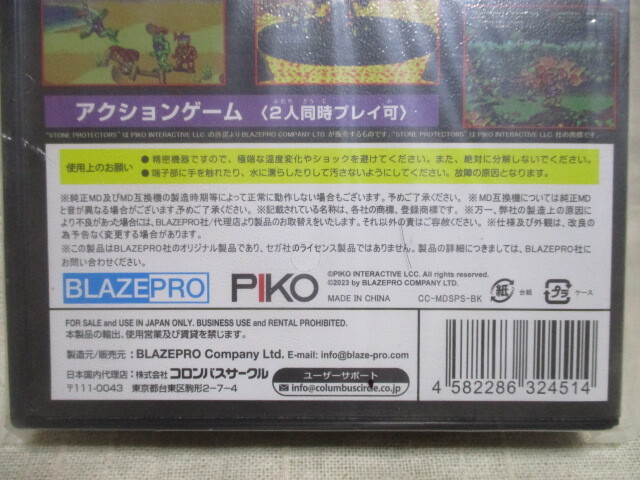 アクションゲーム 〈2人同時プレイ可〉
"STONE PROTECTORS" は PIKO INTERACTIVE LLC. の許諾より BLAZEPRO COMPANY LTD. が販売するものです。"STONE PROTECTORS" は PIKO INTERACTIVE LLC. 社の商標です。
使用上のお願い
●精密機器ですので、極端な温度変化やショックを避けてください。また、絶対に分解しないでください。
●端子部に手を触れたり、水に濡らしたりして汚さないようにしてください。故障の原因となります。
※純正MD及びMD互換機の製造時期等によって正常に動作しない場合もございます。予めご了承ください。 ※MD互換機については純正MD
と音が異なる場合がございます。予めご了承ください。 ※記載されている名称は、各社の商標、登録商標です。 ※万一、弊社の製造上の原因に
より不良があった場合には、BLAZEPRO社/代理店より製品のお取替えをいたします。それ以外の責はご容赦ください。 ※仕様及び外観は、改良の
為予告なく変更する場合があります。
※この製品はBLAZEPRO社のオリジナル製品であり、セガ社のライセンス製品ではありません。 製品の詳細につきましては、BLAZEPRO社に
お問い合わせください。
BLAZEPRO PIKO
©PIKO INTERACTIVE LCC. All rights reserved.
©2023 by BLAZEPRO COMPANY LTD.
MADE IN CHINA CC-MDSPS-BK
紙 台紙 プラ ケース
FOR SALE and USE IN JAPAN ONLY. BUSINESS USE and RENTAL PROHIBITED.
本製品の輸出、使用営業及び賃貸を禁じます。
製造元/販売元 : BLAZEPRO Company Ltd. E-mail: info@blaze-pro.com
日本国内代理店 : 株式会社 コロンバスサークル
〒111-0043 東京都台東区駒形2-7-4
ユーザーサポート
info@columbuscircle.co.jp
4 582286 324514